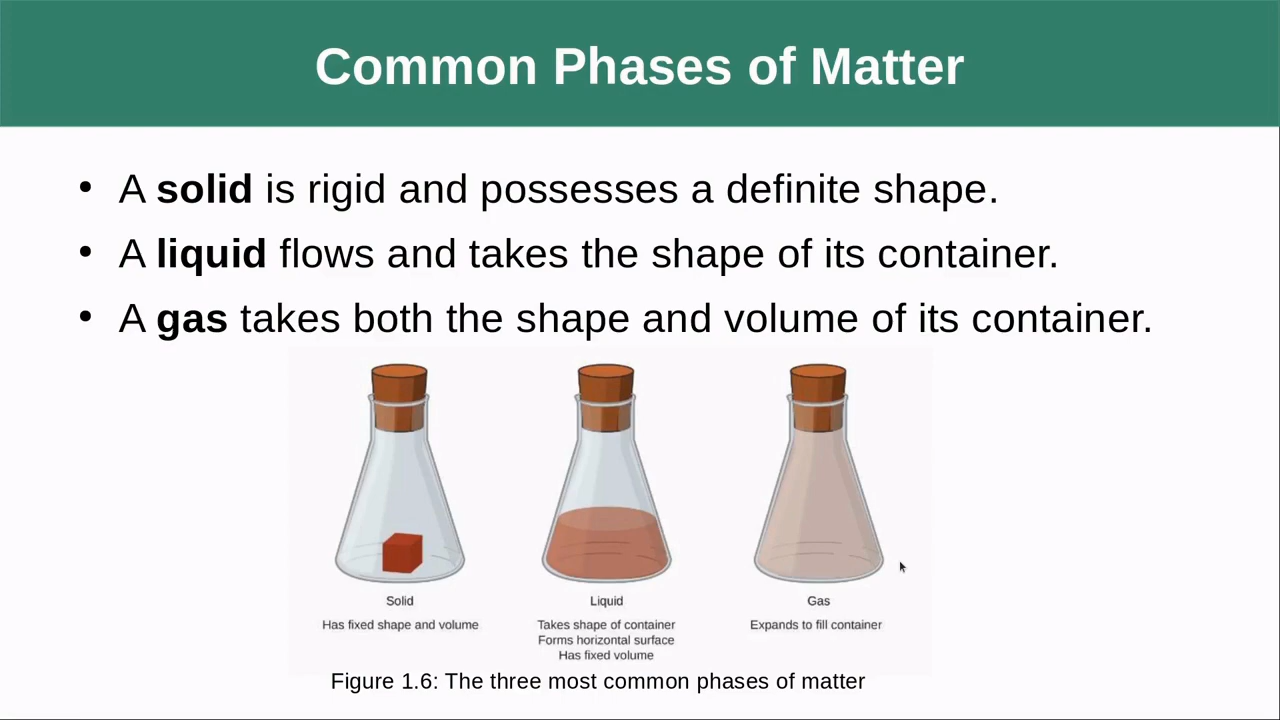 Common Phases of Matter
• A solid is rigid and possesses a definite shape.
• A liquid flows and takes the shape of its container.
• A gas takes both the shape and volume of its container.
Solid
Has fixed shape and volume
Liquid
Takes shape of container
Forms horizontal surface
Has fixed volume
Gas
Expands to fill container
Figure 1.6: The three most common phases of matter